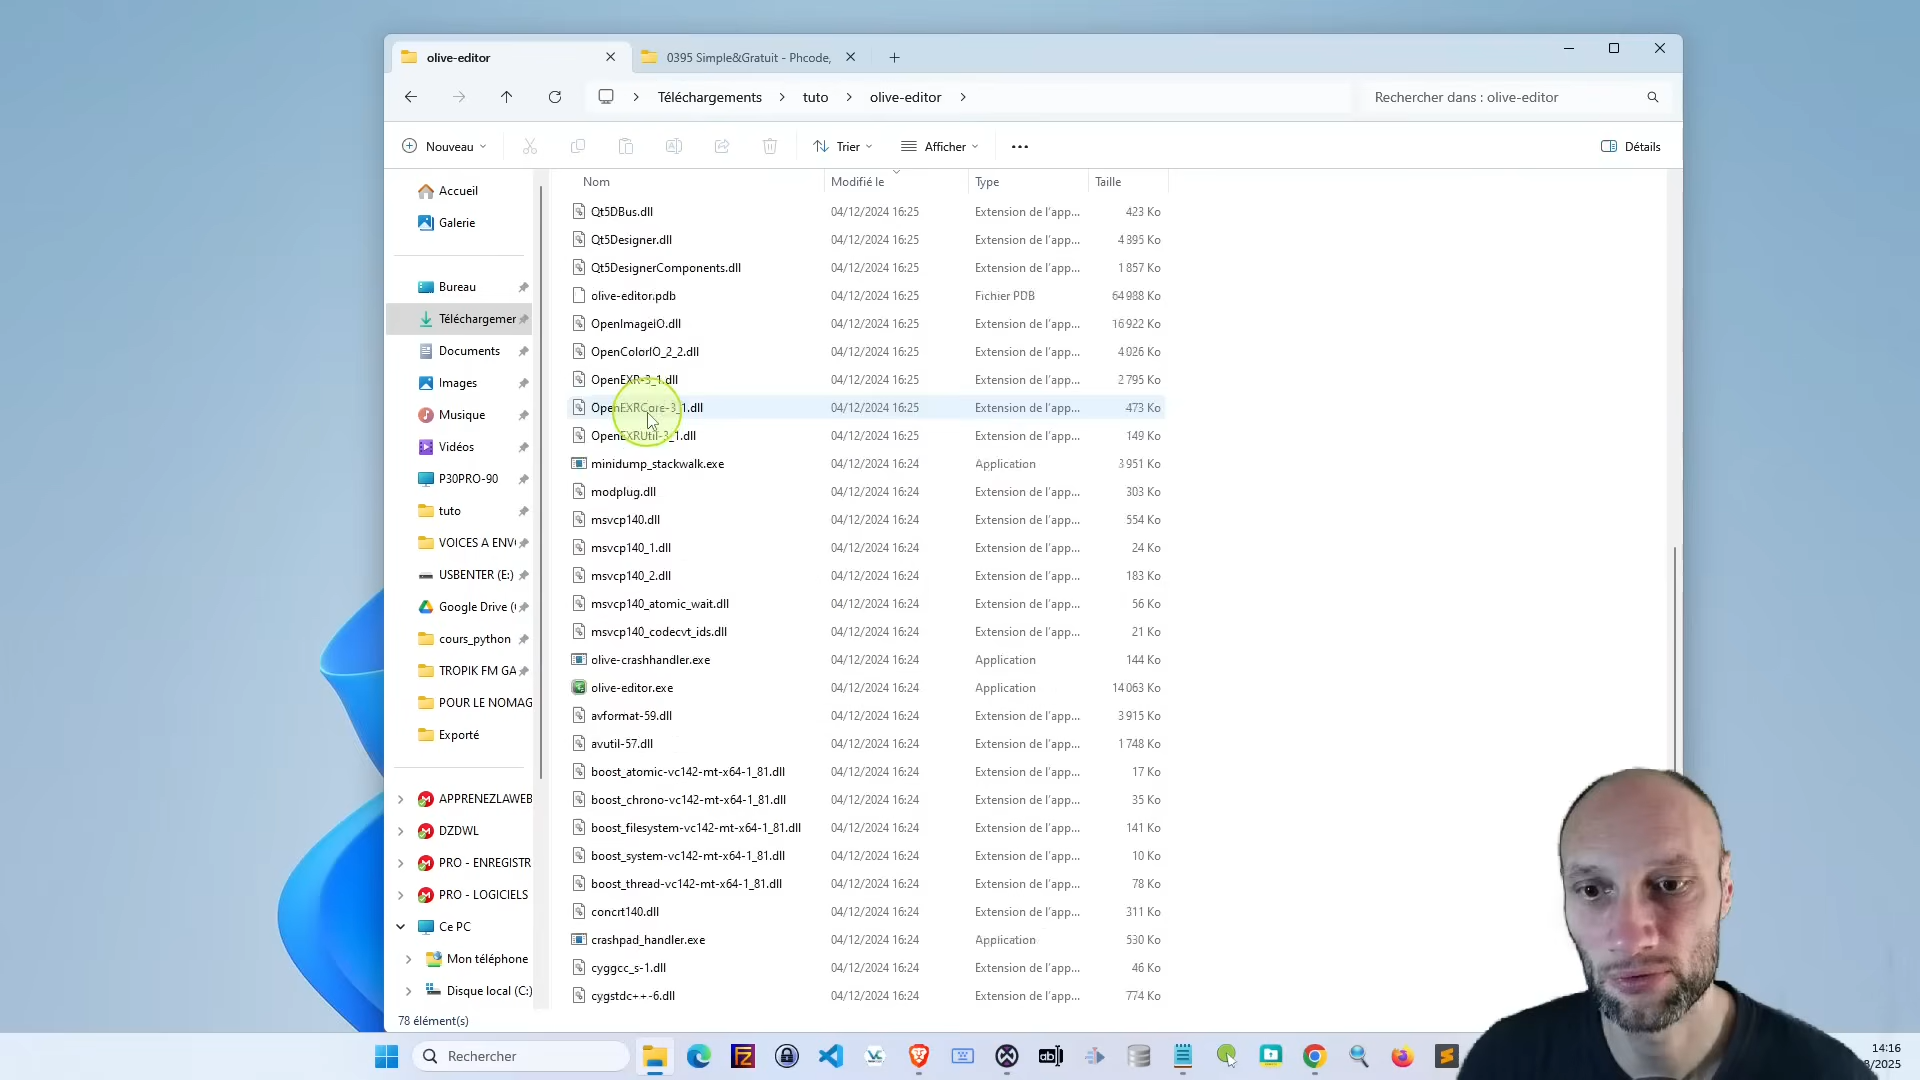 olive-editor
0395 Simple&Gratuit - Phcode,
Téléchargements
tuto
olive-editor
Rechercher dans : olive-editor
Nouveau
Trier
Afficher
Détails
Accueil
Galerie
Bureau
Téléchargemer
Documents
Images
Musique
Vidéos
P30PRO-90
tuto
VOICES A ENV
USBENTER (E:)
Google Drive (
cours_python
TROPIK FM GA
POUR LE NOMAG
Exporté
APPRENEZLAWEB
DZDWL
PRO - ENREGISTR
PRO - LOGICIELS
Ce PC
Mon téléphone
Disque local (C:)
Nom Modifié le Type Taille
Qt5DBus.dll 04/12/2024 16:25 Extension de l'app... 423 Ko
Qt5Designer.dll 04/12/2024 16:25 Extension de l'app... 4 395 Ko
Qt5DesignerComponents.dll 04/12/2024 16:25 Extension de l'app... 1 857 Ko
olive-editor.pdb 04/12/2024 16:25 Fichier PDB 64 988 Ko
OpenImageIO.dll 04/12/2024 16:25 Extension de l'app... 16 922 Ko
OpenColorIO_2_2.dll 04/12/2024 16:25 Extension de l'app... 4 026 Ko
OpenEXR-3_1.dll 04/12/2024 16:25 Extension de l'app... 2 795 Ko
OpenEXRCore-3_1.dll 04/12/2024 16:25 Extension de l'app... 473 Ko
OpenEXRUtil-3_1.dll 04/12/2024 16:25 Extension de l'app... 149 Ko
minidump_stackwalk.exe 04/12/2024 16:24 Application 3 951 Ko
modplug.dll 04/12/2024 16:24 Extension de l'app... 303 Ko
msvcp140.dll 04/12/2024 16:24 Extension de l'app... 554 Ko
msvcp140_1.dll 04/12/2024 16:24 Extension de l'app... 24 Ko
msvcp140_2.dll 04/12/2024 16:24 Extension de l'app... 183 Ko
msvcp140_atomic_wait.dll 04/12/2024 16:24 Extension de l'app... 56 Ko
msvcp140_codecvt_ids.dll 04/12/2024 16:24 Extension de l'app... 21 Ko
olive-crashhandler.exe 04/12/2024 16:24 Application 144 Ko
olive-editor.exe 04/12/2024 16:24 Application 14 063 Ko
avformat-59.dll 04/12/2024 16:24 Extension de l'app... 3 915 Ko
avutil-57.dll 04/12/2024 16:24 Extension de l'app... 1 748 Ko
boost_atomic-vc142-mt-x64-1_81.dll 04/12/2024 16:24 Extension de l'app... 17 Ko
boost_chrono-vc142-mt-x64-1_81.dll 04/12/2024 16:24 Extension de l'app... 35 Ko
boost_filesystem-vc142-mt-x64-1_81.dll 04/12/2024 16:24 Extension de l'app... 141 Ko
boost_system-vc142-mt-x64-1_81.dll 04/12/2024 16:24 Extension de l'app... 10 Ko
boost_thread-vc142-mt-x64-1_81.dll 04/12/2024 16:24 Extension de l'app... 78 Ko
concrt140.dll 04/12/2024 16:24 Extension de l'app... 311 Ko
crashpad_handler.exe 04/12/2024 16:24 Application 530 Ko
cyggcc_s-1.dll 04/12/2024 16:24 Extension de l'app... 46 Ko
cygstdc++-6.dll 04/12/2024 16:24 Extension de l'app... 774 Ko
78 élément(s)
Rechercher
14:16
/2025